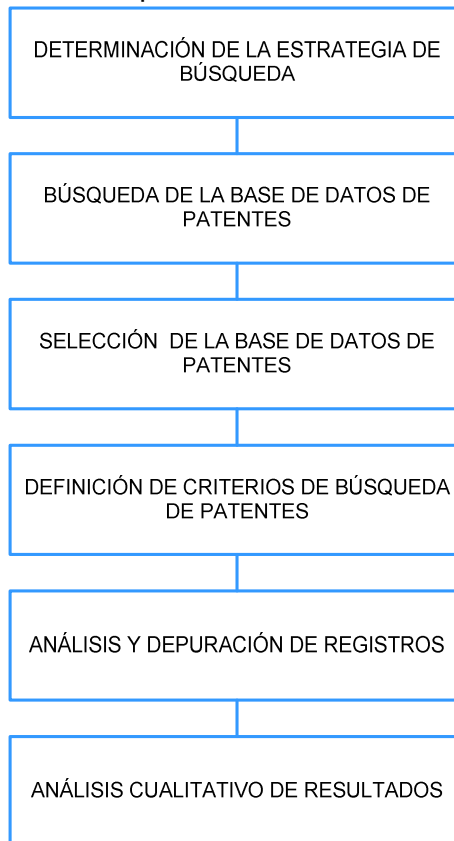 DETERMINACIÓN DE LA ESTRATEGIA DE
BÚSQUEDA
BÚSQUEDA DE LA BASE DE DATOS DE
PATENTES
SELECCIÓN DE LA BASE DE DATOS DE
PATENTES
DEFINICIÓN DE CRITERIOS DE BÚSQUEDA
DE PATENTES
ANÁLISIS Y DEPURACIÓN DE REGISTROS
ANÁLISIS CUALITATIVO DE RESULTADOS